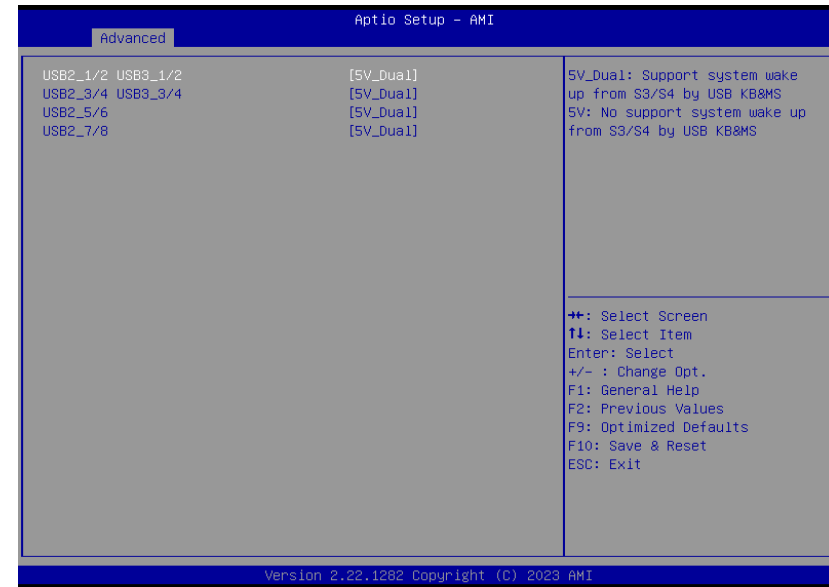 Aptio Setup - AMI
Advanced
USB2_1/2 USB3_1/2 [5V_Dual]
USB2_3/4 USB3_3/4 [5V_Dual]
USB2_5/6 [5V_Dual]
USB2_7/8 [5V_Dual]
5V_Dual: Support system wake
up from S3/S4 by USB KB&MS
5V: No support system wake up
from S3/S4 by USB KB&MS
→←: Select Screen
↑↓: Select Item
Enter: Select
+/- : Change Opt.
F1: General Help
F2: Previous Values
F9: Optimized Defaults
F10: Save & Reset
ESC: Exit
Version 2.22.1282 Copyright (C) 2023 AMI